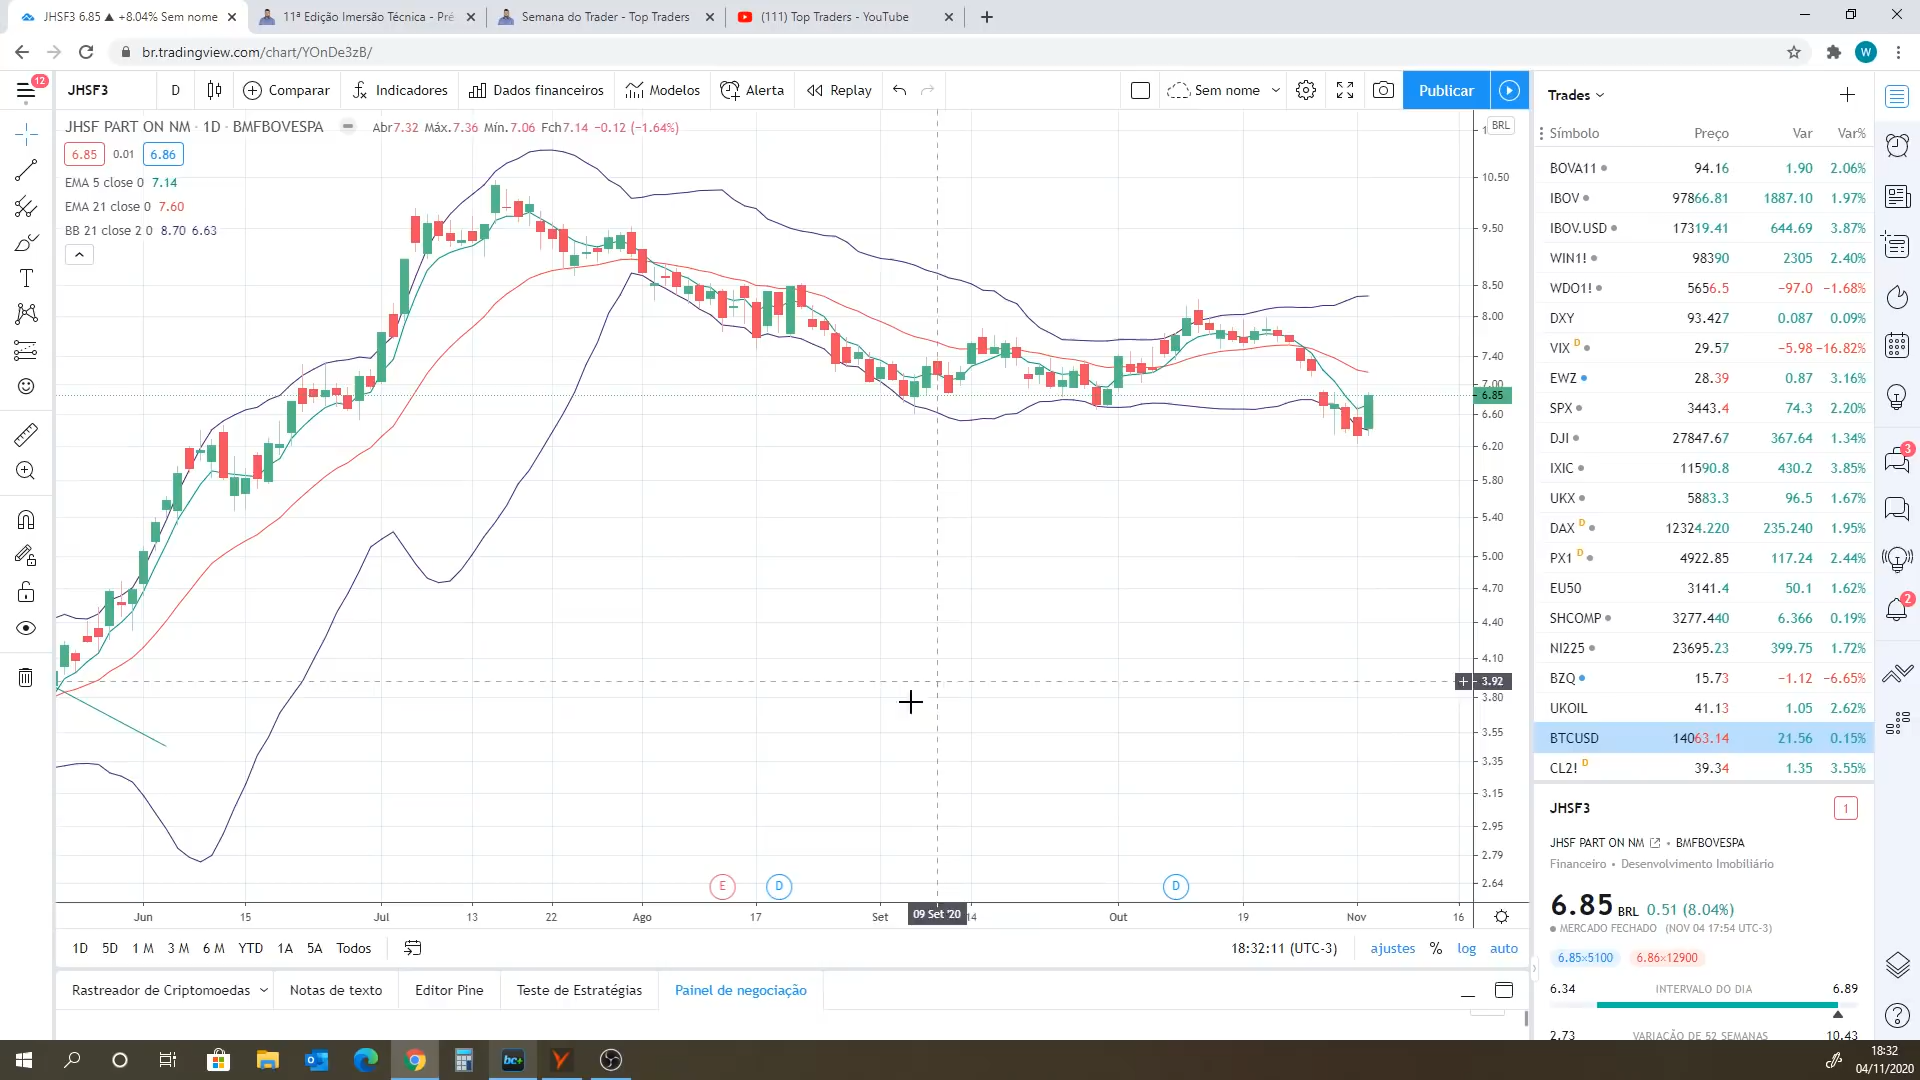 JHSF3 6.85 ▲ +8.04% Sem nome
11ª Edição Imersão Técnica - Pré
Semana do Trader - Top Traders
(111) Top Traders - YouTube
br.tradingview.com/chart/YOnDe3zB/
W
12
JHSF3
D
Comparar
Indicadores
Dados financeiros
Modelos
Alerta
Replay
Sem nome
Publicar
JHSF PART ON NM · 1D · BMFBOVESPA
Abr7.32 Máx.7.36 Mín.7.06 Fch7.14 −0.12 (−1.64%)
6.85 0.01 6.86
EMA 5 close 0 7.14
EMA 21 close 0 7.60
BB 21 close 2 0 8.70 6.63
BRL
10.50
9.50
8.50
8.00
7.40
7.00
6.85
6.60
6.20
5.80
5.40
5.00
4.70
4.40
4.10
3.92
3.80
3.55
3.35
3.15
2.95
2.79
2.64
E D D
Jun 15 Jul 13 22 Ago 17 Set 09 Set '20 14 Out 19 Nov 16
1D 5D 1 M 3 M 6 M YTD 1A 5A Todos
18:32:11 (UTC-3) ajustes % log auto
Rastreador de Criptomoedas
Notas de texto
Editor Pine
Teste de Estratégias
Painel de negociação
Trades
Símbolo Preço Var Var%
BOVA11 94.16 1.90 2.06%
IBOV 97866.81 1887.10 1.97%
IBOV.USD 17319.41 644.69 3.87%
WIN1! 98390 2305 2.40%
WDO1! 5656.5 −97.0 −1.68%
DXY 93.427 0.087 0.09%
VIX D 29.57 −5.98 −16.82%
EWZ 28.39 0.87 3.16%
SPX 3443.4 74.3 2.20%
DJI 27847.67 367.64 1.34%
IXIC 11590.8 430.2 3.85%
UKX 5883.3 96.5 1.67%
DAX D 12324.220 235.240 1.95%
PX1 D 4922.85 117.24 2.44%
EU50 3141.4 50.1 1.62%
SHCOMP 3277.440 6.366 0.19%
NI225 23695.23 399.75 1.72%
BZQ 15.73 −1.12 −6.65%
UKOIL 41.13 1.05 2.62%
BTCUSD 14063.14 21.56 0.15%
CL2! D 39.34 1.35 3.55%
JHSF3
1
JHSF PART ON NM • BMFBOVESPA
Financeiro • Desenvolvimento Imobiliário
6.85 BRL 0.51 (8.04%)
MERCADO FECHADO (NOV 04 17:54 UTC-3)
6.85×5100 6.86×12900
6.34 INTERVALO DO DIA 6.89
2.73 VARIAÇÃO DE 52 SEMANAS 10.43
3
2
bc+
18:32
04/11/2020